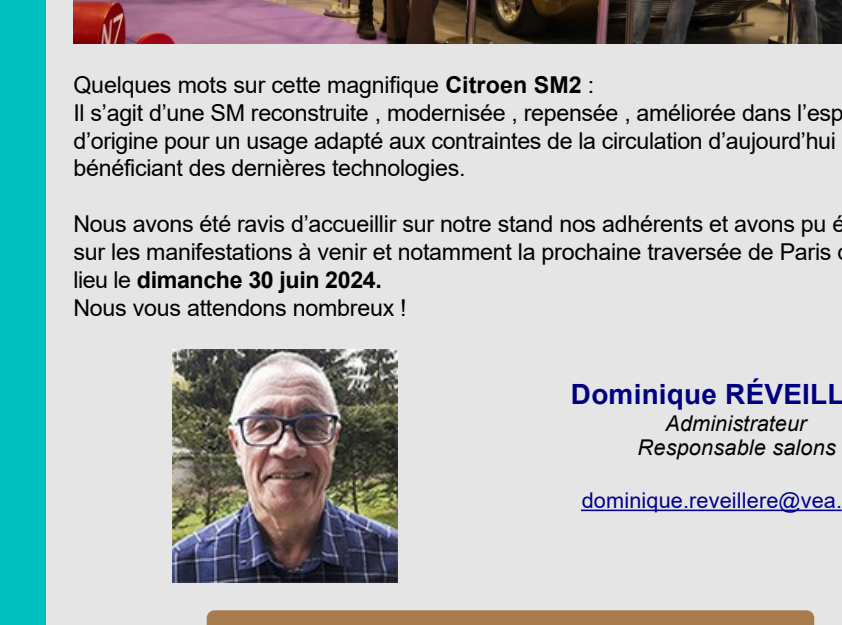 N7
Quelques mots sur cette magnifique Citroen SM2 :
Il s’agit d’une SM reconstruite , modernisée , repensée , améliorée dans l’esp
d’origine pour un usage adapté aux contraintes de la circulation d’aujourd’hui
bénéficiant des dernières technologies.
Nous avons été ravis d’accueillir sur notre stand nos adhérents et avons pu é
sur les manifestations à venir et notamment la prochaine traversée de Paris
lieu le dimanche 30 juin 2024.
Nous vous attendons nombreux !
Dominique RÉVEILL
Administrateur
Responsable salons
dominique.reveillere@vea.